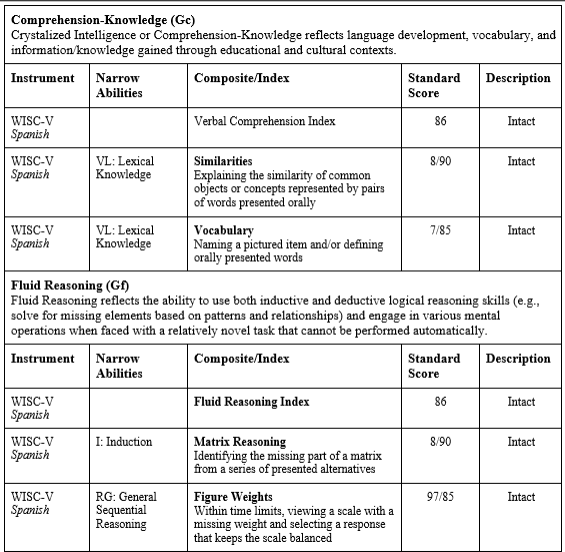 Comprehension-Knowledge (Gc)
Crystalized Intelligence or Comprehension-Knowledge reflects language development, vocabulary, and
information/knowledge gained through educational and cultural contexts.
Instrument Narrow Abilities Composite/Index Standard Score Description
WISC-V Spanish Verbal Comprehension Index 86 Intact
WISC-V Spanish VL: Lexical Knowledge Similarities 8/90 Intact
Explaining the similarity of common
objects or concepts represented by pairs
of words presented orally
WISC-V Spanish VL: Lexical Knowledge Vocabulary 7/85 Intact
Naming a pictured item and/or defining
orally presented words
Fluid Reasoning (Gf)
Fluid Reasoning reflects the ability to use both inductive and deductive logical reasoning skills (e.g.,
solve for missing elements based on patterns and relationships) and engage in various mental
operations when faced with a relatively novel task that cannot be performed automatically.
Instrument Narrow Abilities Composite/Index Standard Score Description
WISC-V Spanish Fluid Reasoning Index 86 Intact
WISC-V Spanish I: Induction Matrix Reasoning 8/90 Intact
Identifying the missing part of a matrix
from a series of presented alternatives
WISC-V Spanish RG: General Sequential Reasoning Figure Weights 97/85 Intact
Within time limits, viewing a scale with a
missing weight and selecting a response
that keeps the scale balanced